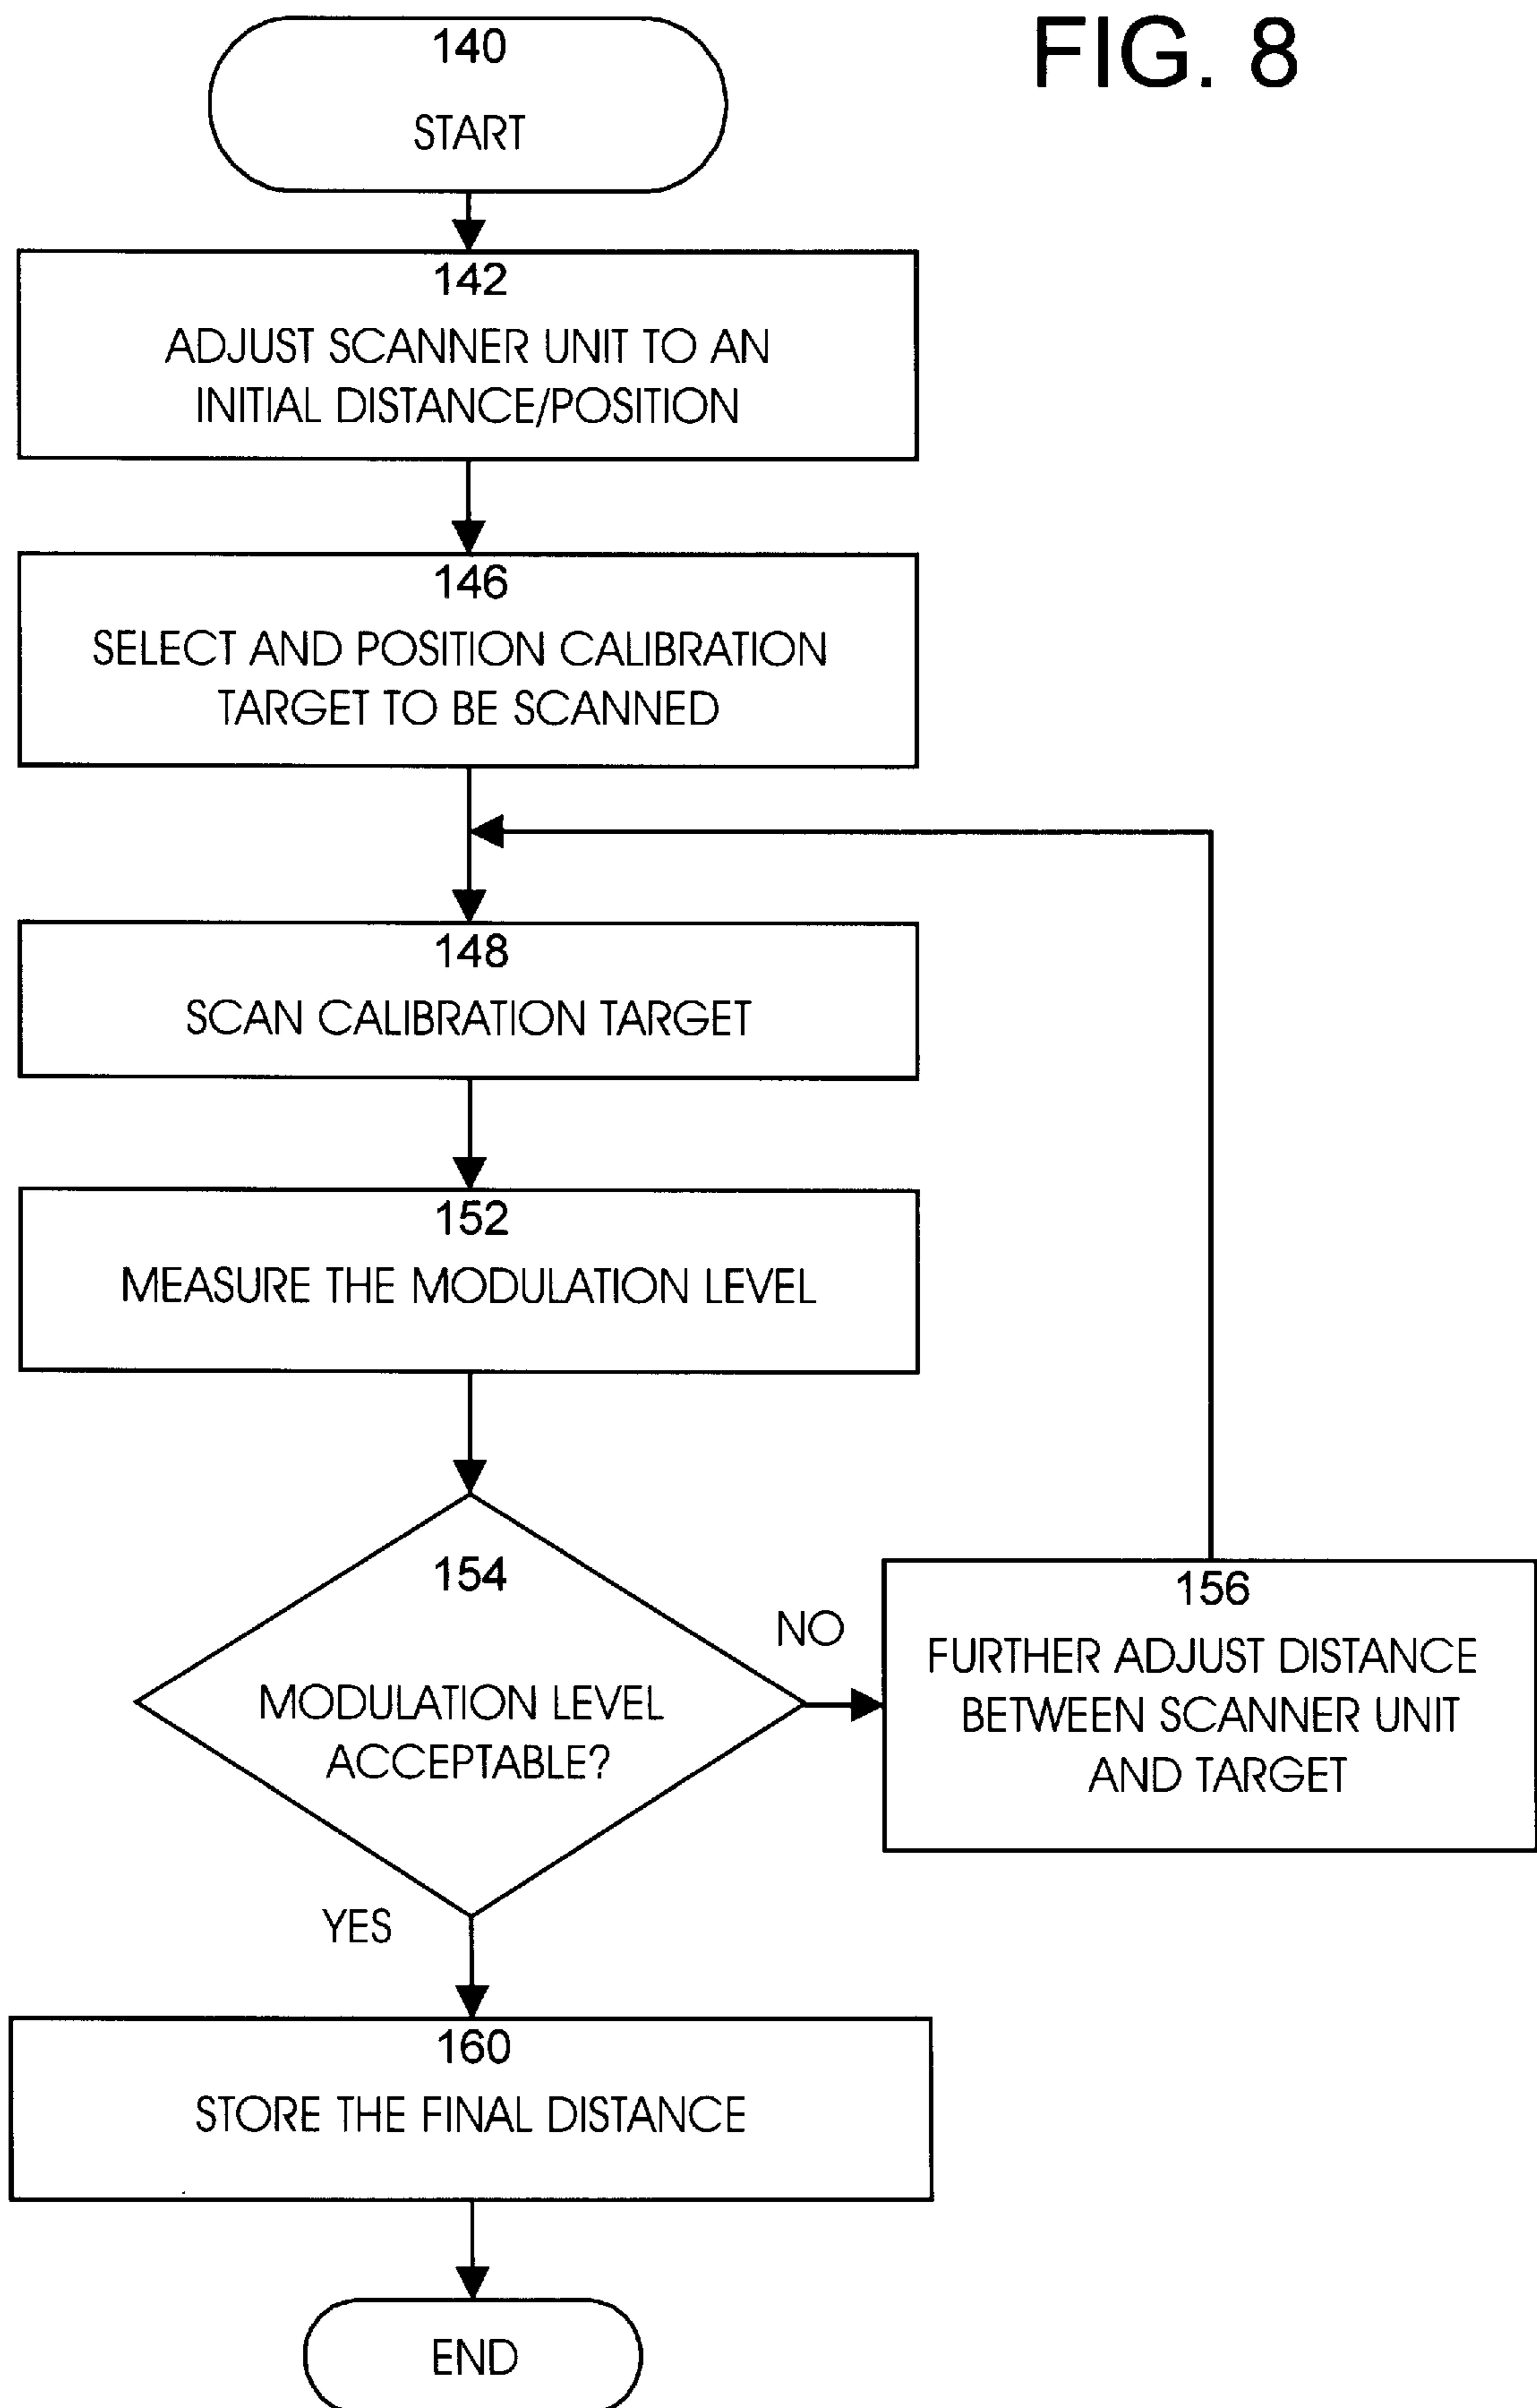 FIG. 8
140
START
142
ADJUST SCANNER UNIT TO AN
INITIAL DISTANCE/POSITION
146
SELECT AND POSITION CALIBRATION
TARGET TO BE SCANNED
148
SCAN CALIBRATION TARGET
152
MEASURE THE MODULATION LEVEL
154
MODULATION LEVEL
ACCEPTABLE?
NO
156
FURTHER ADJUST DISTANCE
BETWEEN SCANNER UNIT
AND TARGET
YES
160
STORE THE FINAL DISTANCE
END